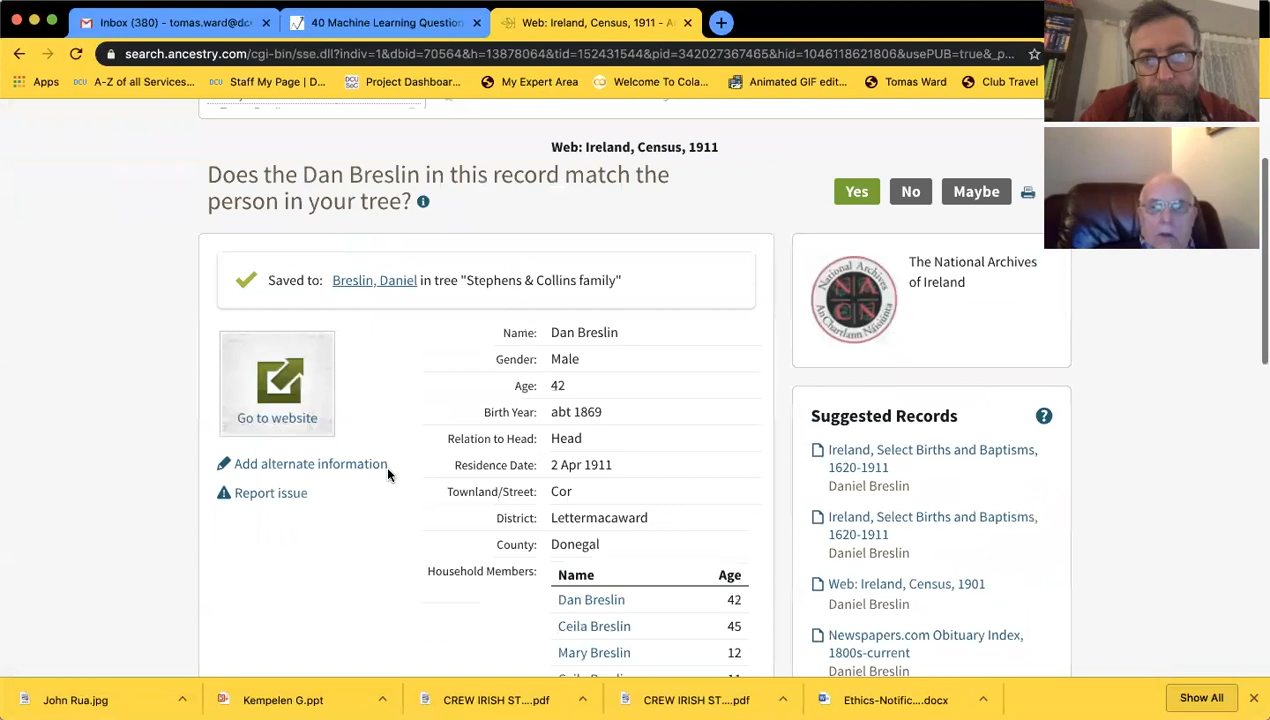 Inbox (380) - tomas.ward@dc
40 Machine Learning Question
Web: Ireland, Census, 1911 - A
search.ancestry.com/cgi-bin/sse.dll?indiv=1&dbid=70564&h=13878064&tid=152431544&pid=342027367465&hid=1046118621806&usePUB=true&_p...
Apps
DCU A-Z of all Services...
DCU Staff My Page | D...
Project Dashboar...
My Expert Area
Welcome To Cola...
Animated GIF edit...
Tomas Ward
Club Travel
Web: Ireland, Census, 1911
Does the Dan Breslin in this record match the
person in your tree?
Yes No Maybe
Saved to: Breslin, Daniel in tree "Stephens & Collins family"
Go to website
Add alternate information
Report issue
Name: Dan Breslin
Gender: Male
Age: 42
Birth Year: abt 1869
Relation to Head: Head
Residence Date: 2 Apr 1911
Townland/Street: Cor
District: Lettermacaward
County: Donegal
Household Members:
Name Age
Dan Breslin 42
Ceila Breslin 45
Mary Breslin 12
The National Archives
of Ireland
Suggested Records
Ireland, Select Births and Baptisms,
1620-1911
Daniel Breslin
Ireland, Select Births and Baptisms,
1620-1911
Daniel Breslin
Web: Ireland, Census, 1901
Daniel Breslin
Newspapers.com Obituary Index,
1800s-current
Daniel Breslin
John Rua.jpg
Kempelen G.ppt
CREW IRISH ST....pdf
CREW IRISH ST....pdf
Ethics-Notific....docx
Show All